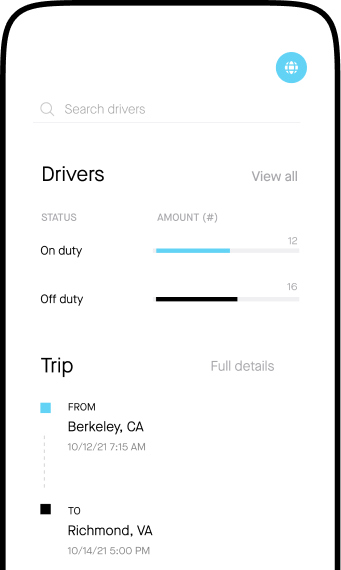 Search drivers
Drivers View all
STATUS AMOUNT (#)
12
On duty
16
Off duty
Trip Full details
FROM
Berkeley, CA
10/12/21 7:15 AM
TO
Richmond, VA
10/14/21 5:00 PM